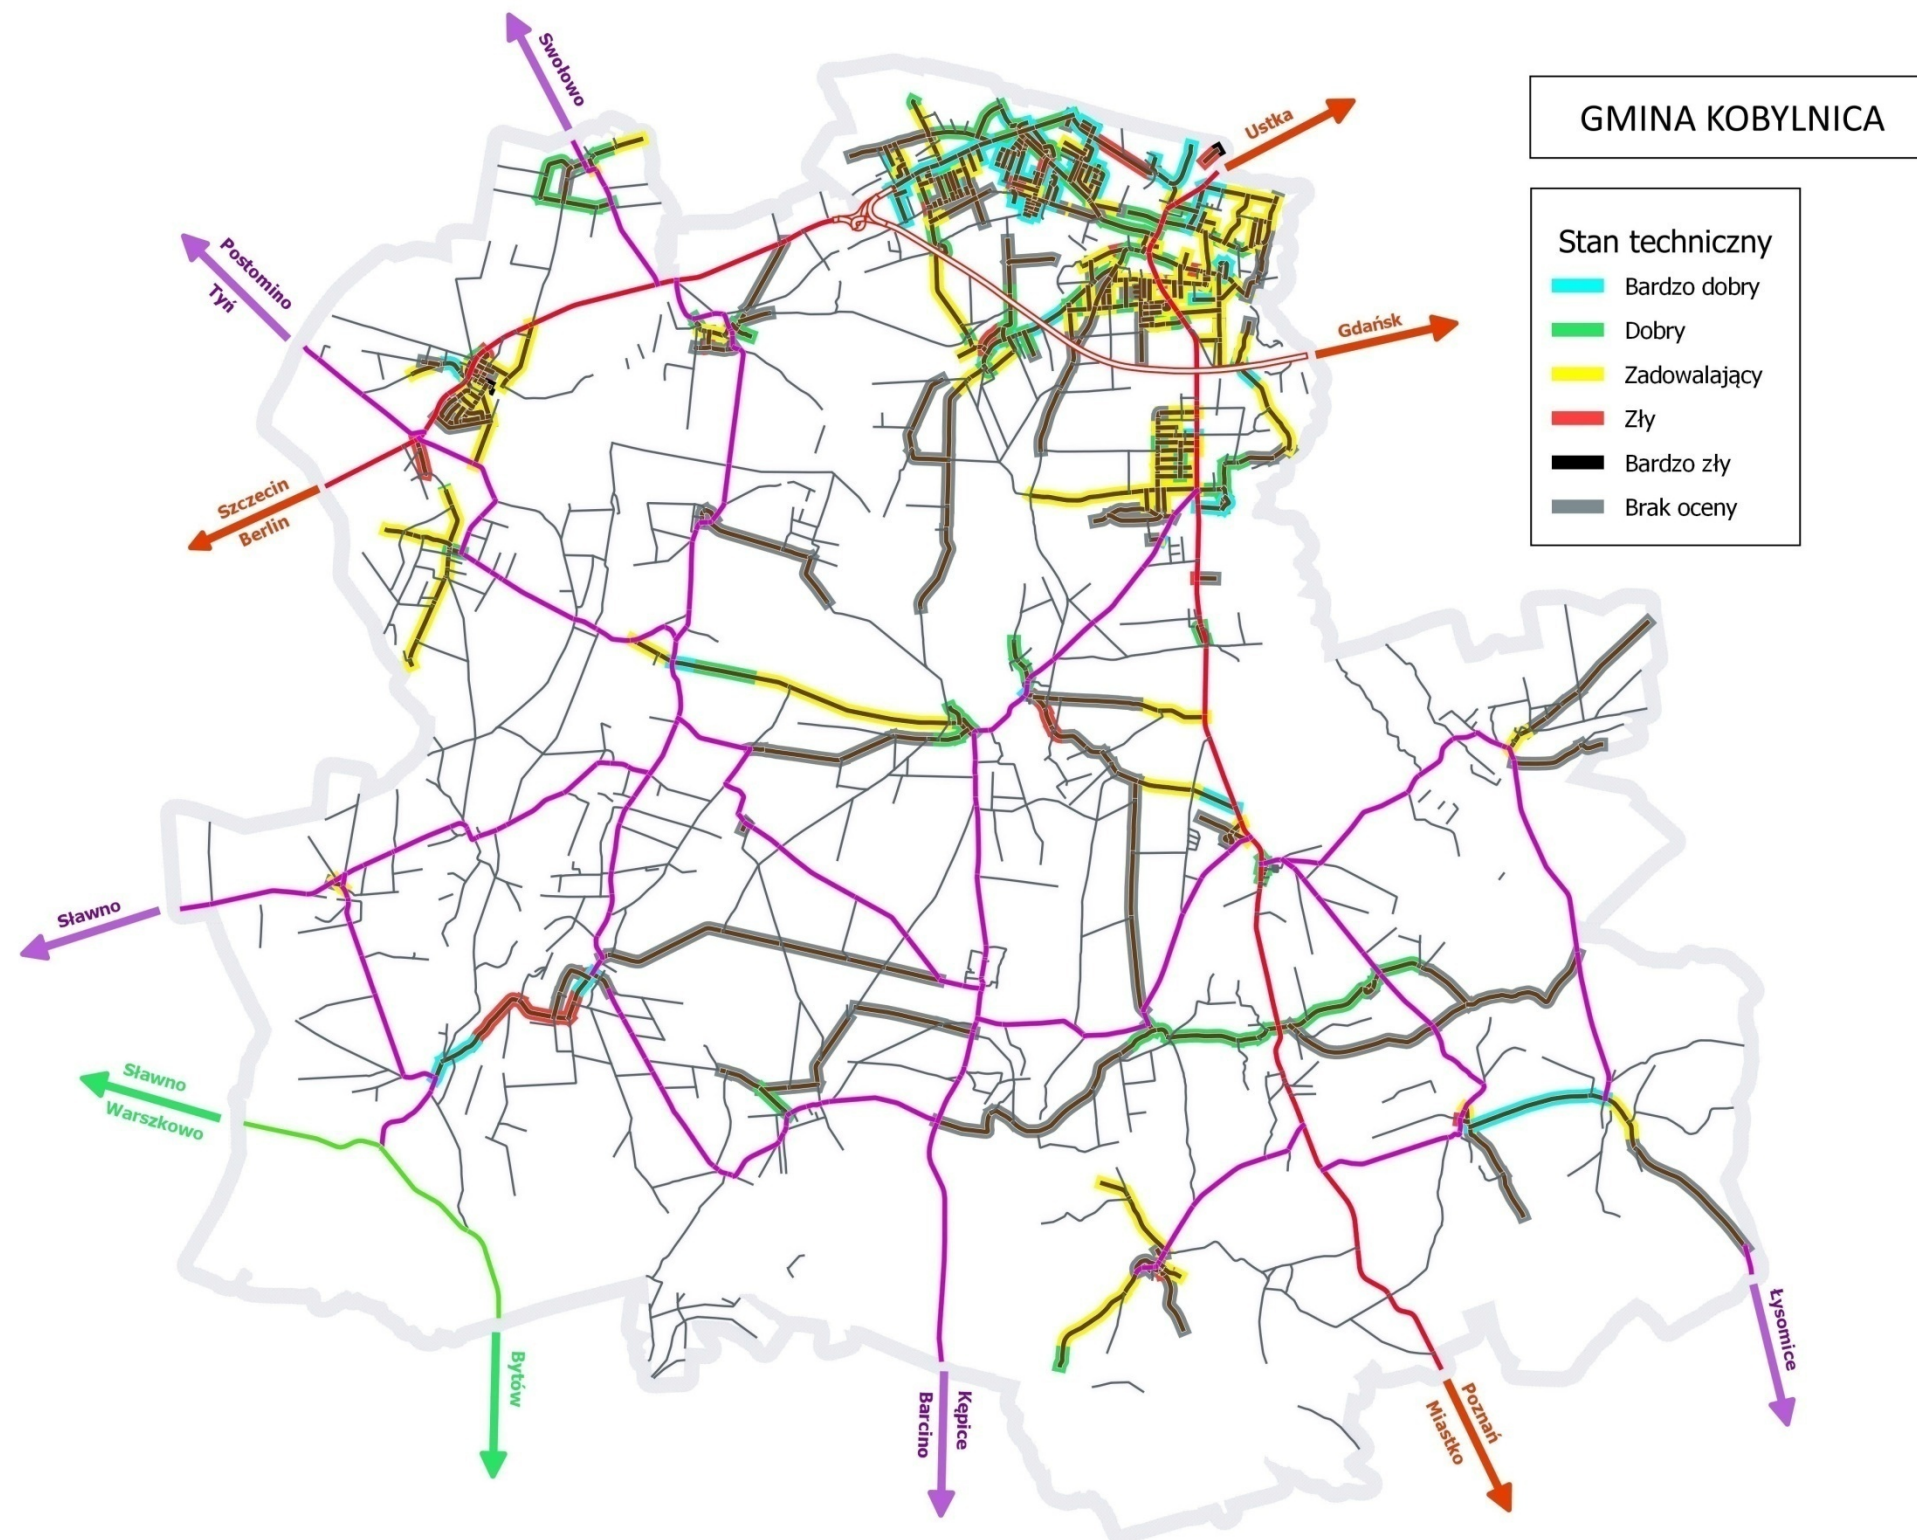 GMINA KOBYLNICA
Stan techniczny
Bardzo dobry
Dobry
Zadowalający
Zły
Bardzo zły
Brak oceny
Swołowo
Ustka
Postomino
Tyń
Gdańsk
Szczecin
Berlin
Sławno
Sławno
Warszkowo
Bytów
Kępice
Barcino
Poznań
Miastko
Łysomice